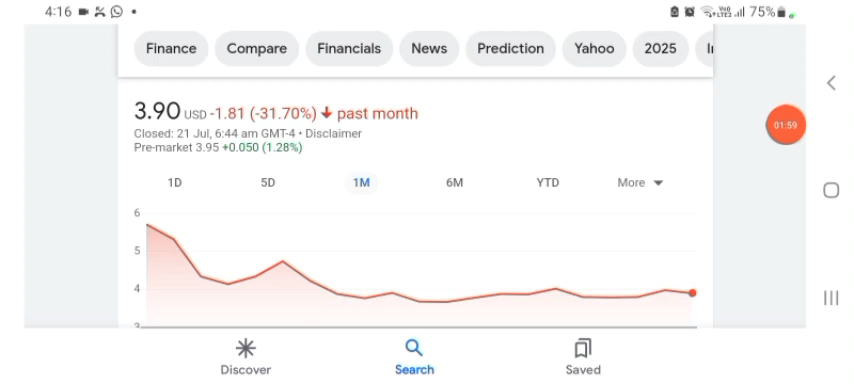 4:16 75%
Finance Compare Financials News Prediction Yahoo 2025 I
3.90 USD -1.81 (-31.70%) past month
Closed: 21 Jul, 6:44 am GMT-4 • Disclaimer
Pre-market 3.95 +0.050 (1.28%)
01:59
1D 5D 1M 6M YTD More
6
5
4
3
Discover Search Saved